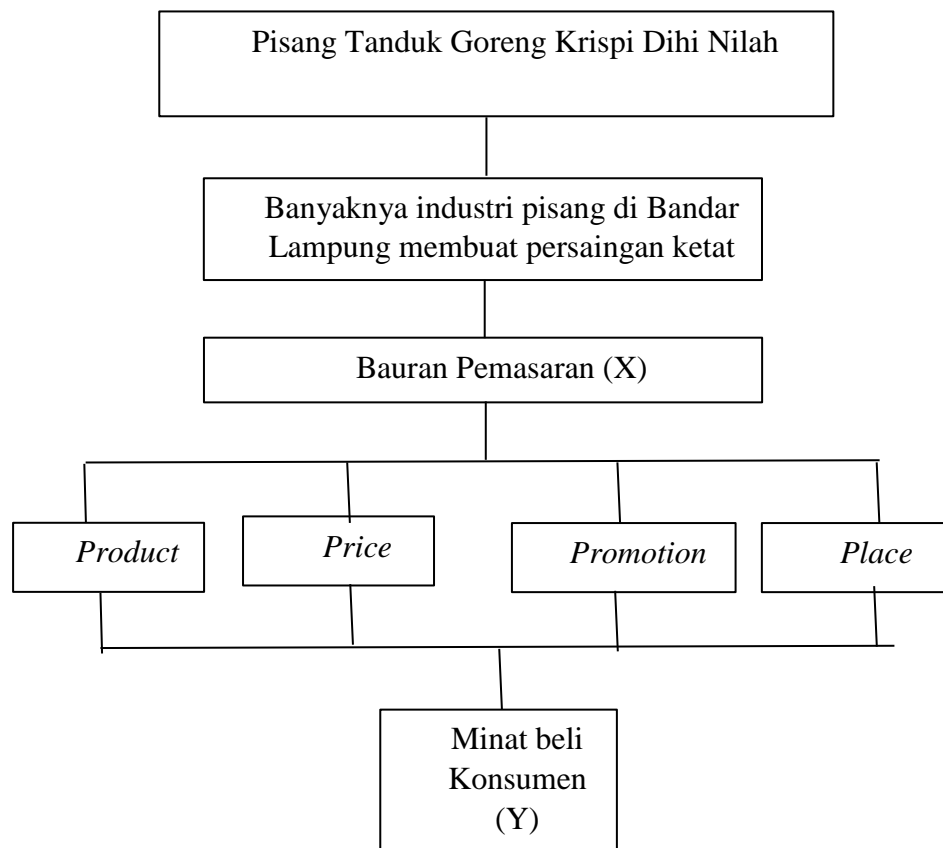 Pisang Tanduk Goreng Krispi Dihi Nilah
Banyaknya industri pisang di Bandar
Lampung membuat persaingan ketat
Bauran Pemasaran (X)
Product
Price
Promotion
Place
Minat beli
Konsumen
(Y)